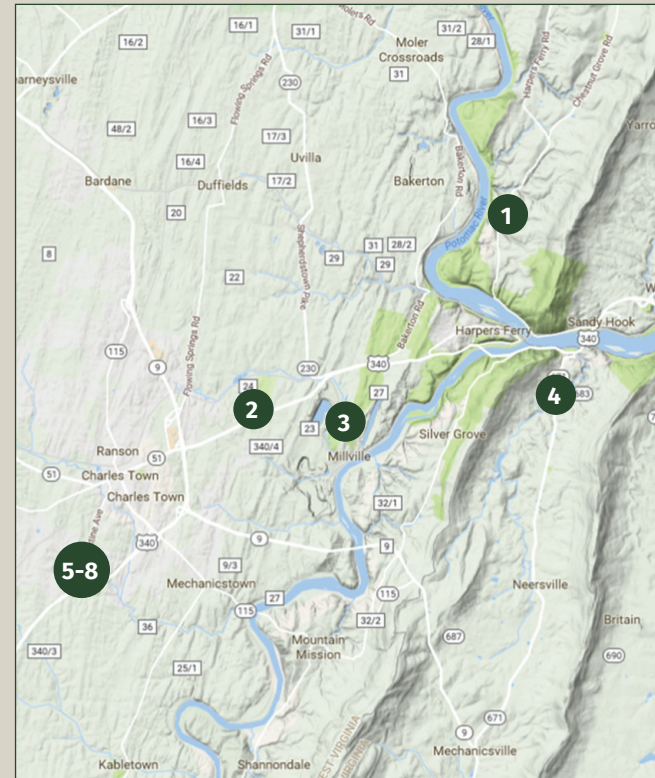 16/1
31/1
Molers Rd
31/2
28/1
River
16/2
Moler
Crossroads
31
Harpers Ferry Rd
Chestnut Grove Rd
earneysville
Flowing Springs Rd
230
16/3
48/2
17/3
Yarro
16/4
Uvilla
Bakerton Rd
Bardane
Duffields
17/2
Bakerton
20
1
Potomac River
8
Shepherdstown Pike
31
28/2
29
29
22
Bakerton Rd
Sandy Hook
W
Harpers Ferry
340
115
9
Flowing Springs Rd
230
340
24
27
4
683
2
23
3
340/4
Silver Grove
Ranson
51
Millville
51
Charles Town
Charles Town
32/1
340
9
9
5-8
9/3
Mechanicstown
27
115
115
Neersville
32/2
36
Britain
340/3
Mountain
Mission
687
690
25/1
671
9
Mechanicsville
WEST VIRGINIA
VIRGINIA
Kabletown
Shannondale